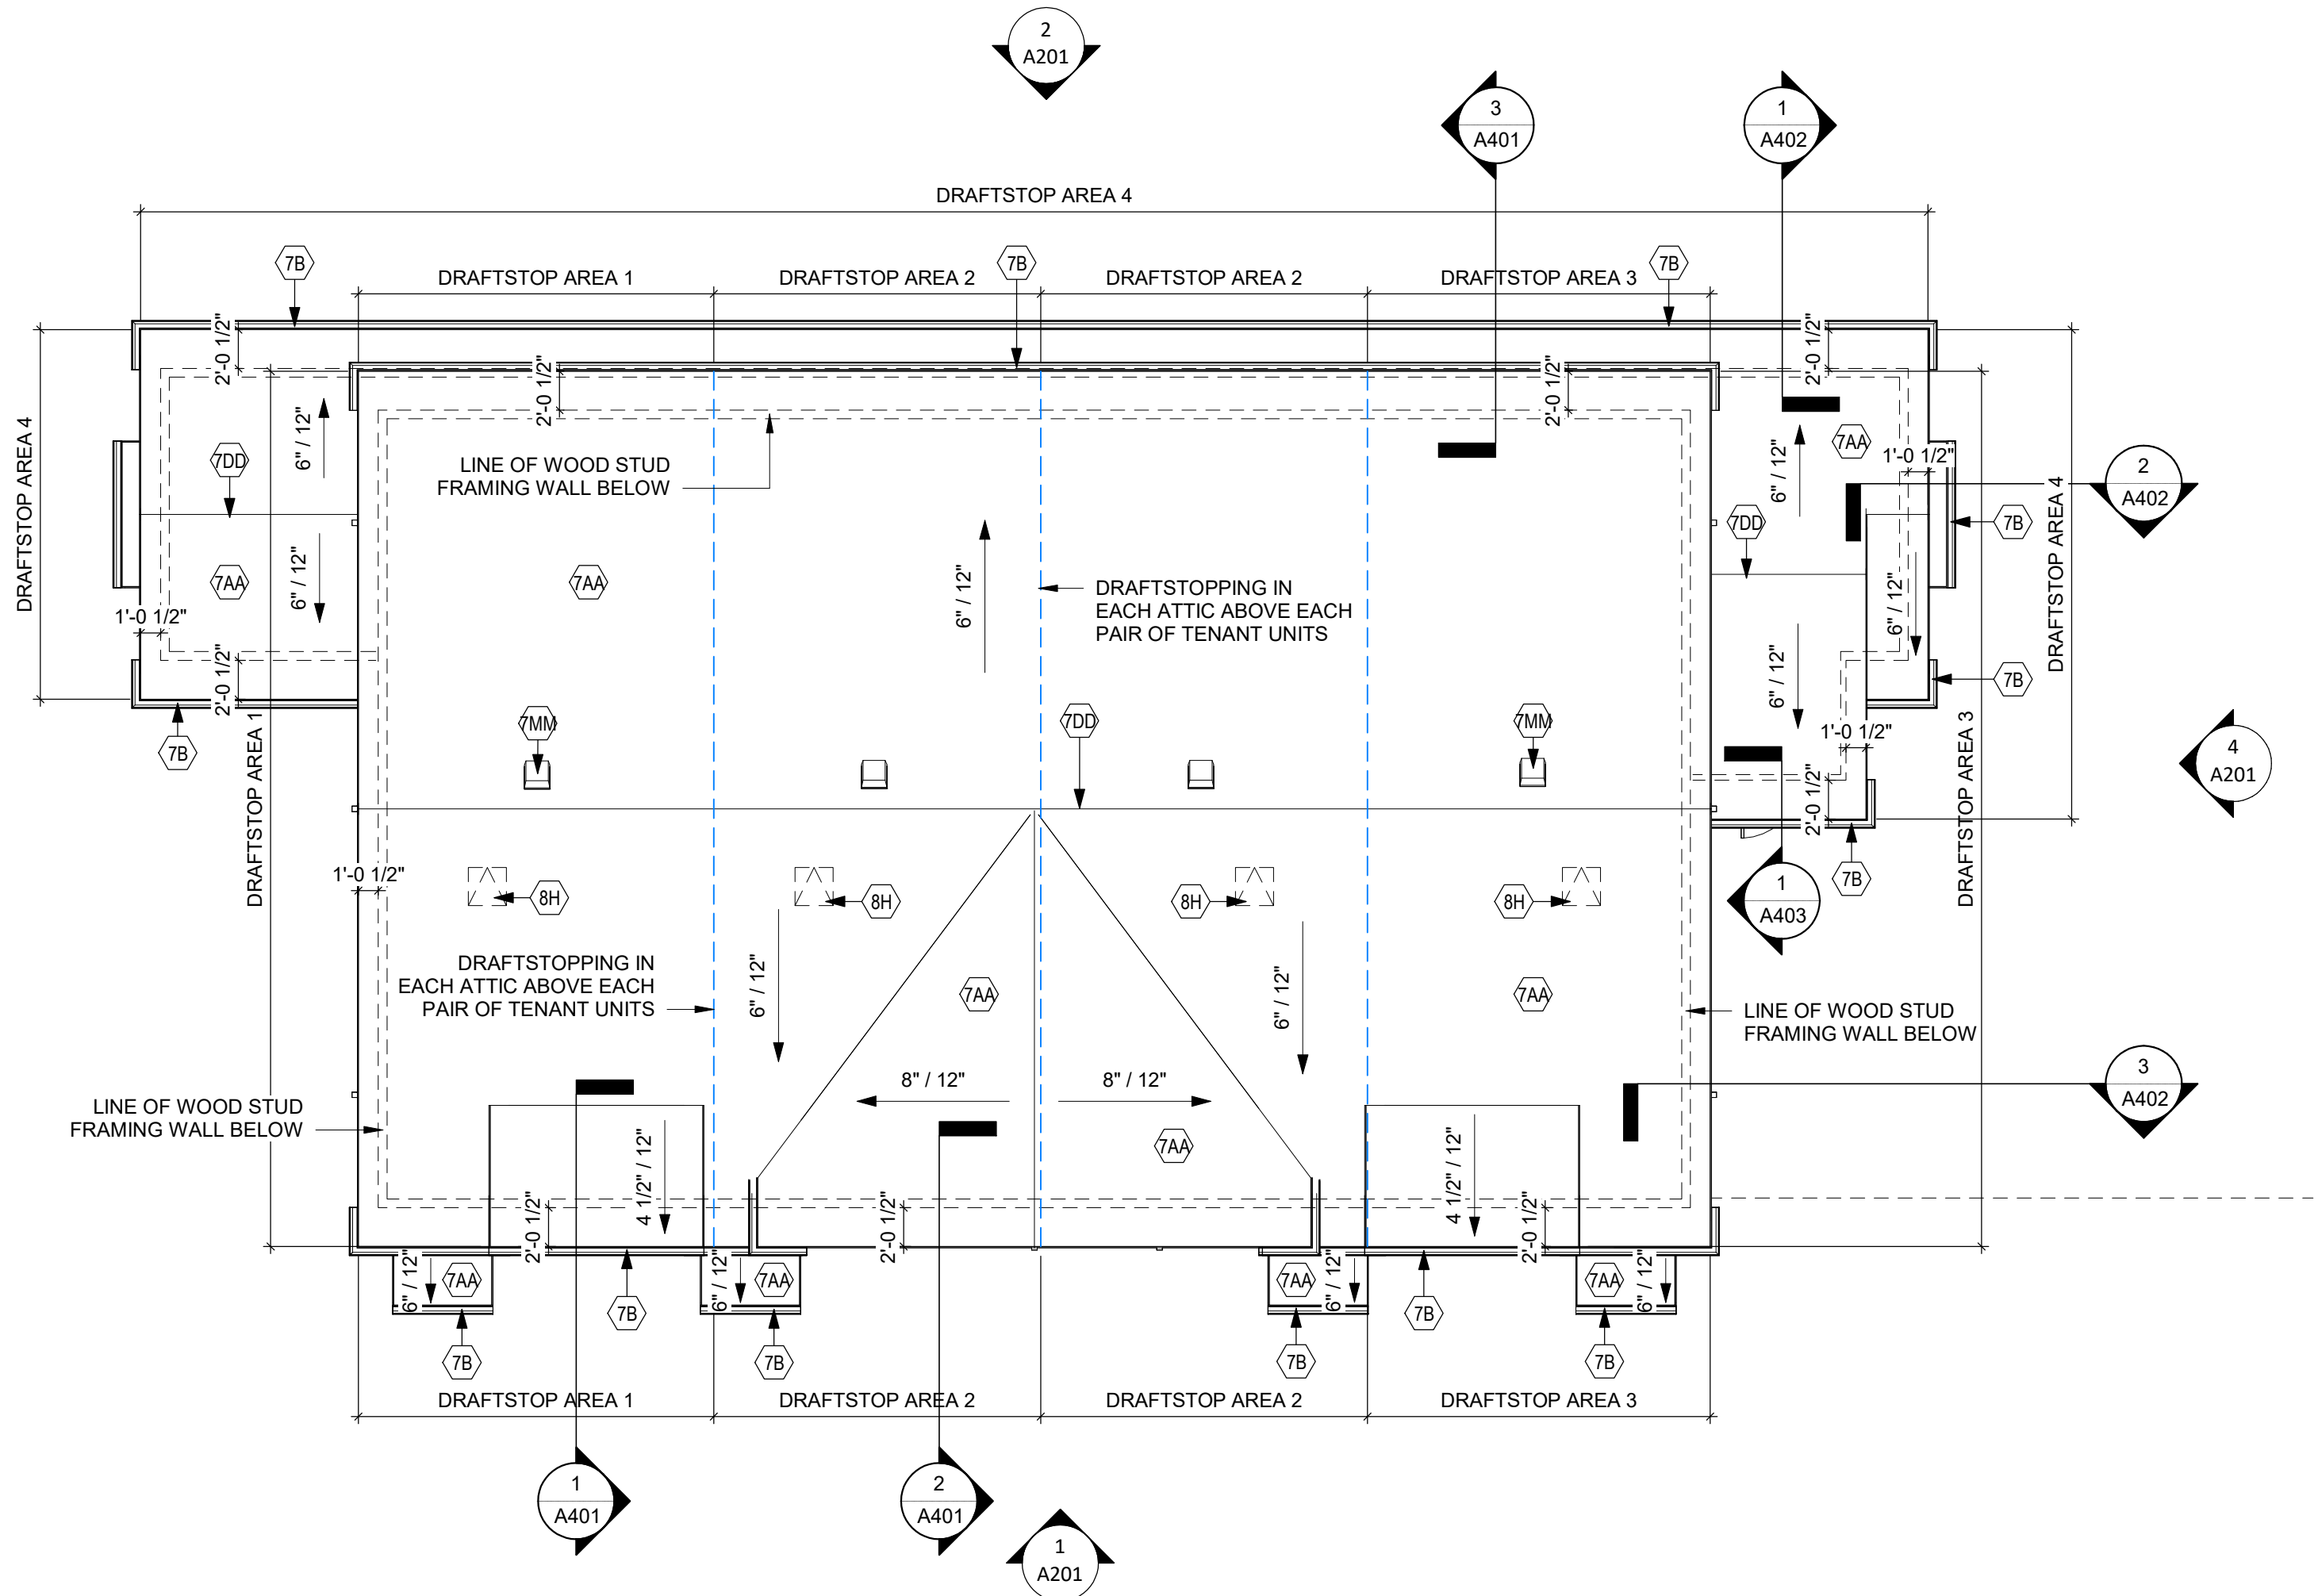 2
A201
3
A401
1
A402
DRAFTSTOP AREA 4
7B
7B
7B
DRAFTSTOP AREA 1
DRAFTSTOP AREA 2
DRAFTSTOP AREA 2
DRAFTSTOP AREA 3
2'-0 1/2"
2'-0 1/2"
2'-0 1/2"
2'-0 1/2"
DRAFTSTOP AREA 4
7DD
6" / 12"
LINE OF WOOD STUD
FRAMING WALL BELOW
6" / 12"
7AA
1'-0 1/2"
2
A402
7DD
7B
DRAFTSTOP AREA 4
6" / 12"
7AA
7AA
6" / 12"
DRAFTSTOPPING IN
EACH ATTIC ABOVE EACH
PAIR OF TENANT UNITS
6" / 12"
1'-0 1/2"
2'-0 1/2"
6" / 12"
7B
7B
DRAFTSTOP AREA 1
7MM
7DD
7MM
1'-0 1/2"
2'-0 1/2"
DRAFTSTOP AREA 3
4
A201
1'-0 1/2"
8H
8H
8H
8H
7B
1
A403
DRAFTSTOPPING IN
EACH ATTIC ABOVE EACH
PAIR OF TENANT UNITS
6" / 12"
7AA
6" / 12"
7AA
LINE OF WOOD STUD
FRAMING WALL BELOW
8" / 12"
8" / 12"
3
A402
LINE OF WOOD STUD
FRAMING WALL BELOW
4 1/2" / 12"
7AA
4 1/2" / 12"
2'-0 1/2"
2'-0 1/2"
2'-0 1/2"
6" / 12"
7AA
6" / 12"
7AA
7AA
6" / 12"
7AA
6" / 12"
7B
7B
7B
7B
7B
7B
DRAFTSTOP AREA 1
DRAFTSTOP AREA 2
DRAFTSTOP AREA 2
DRAFTSTOP AREA 3
1
A401
2
A401
1
A201